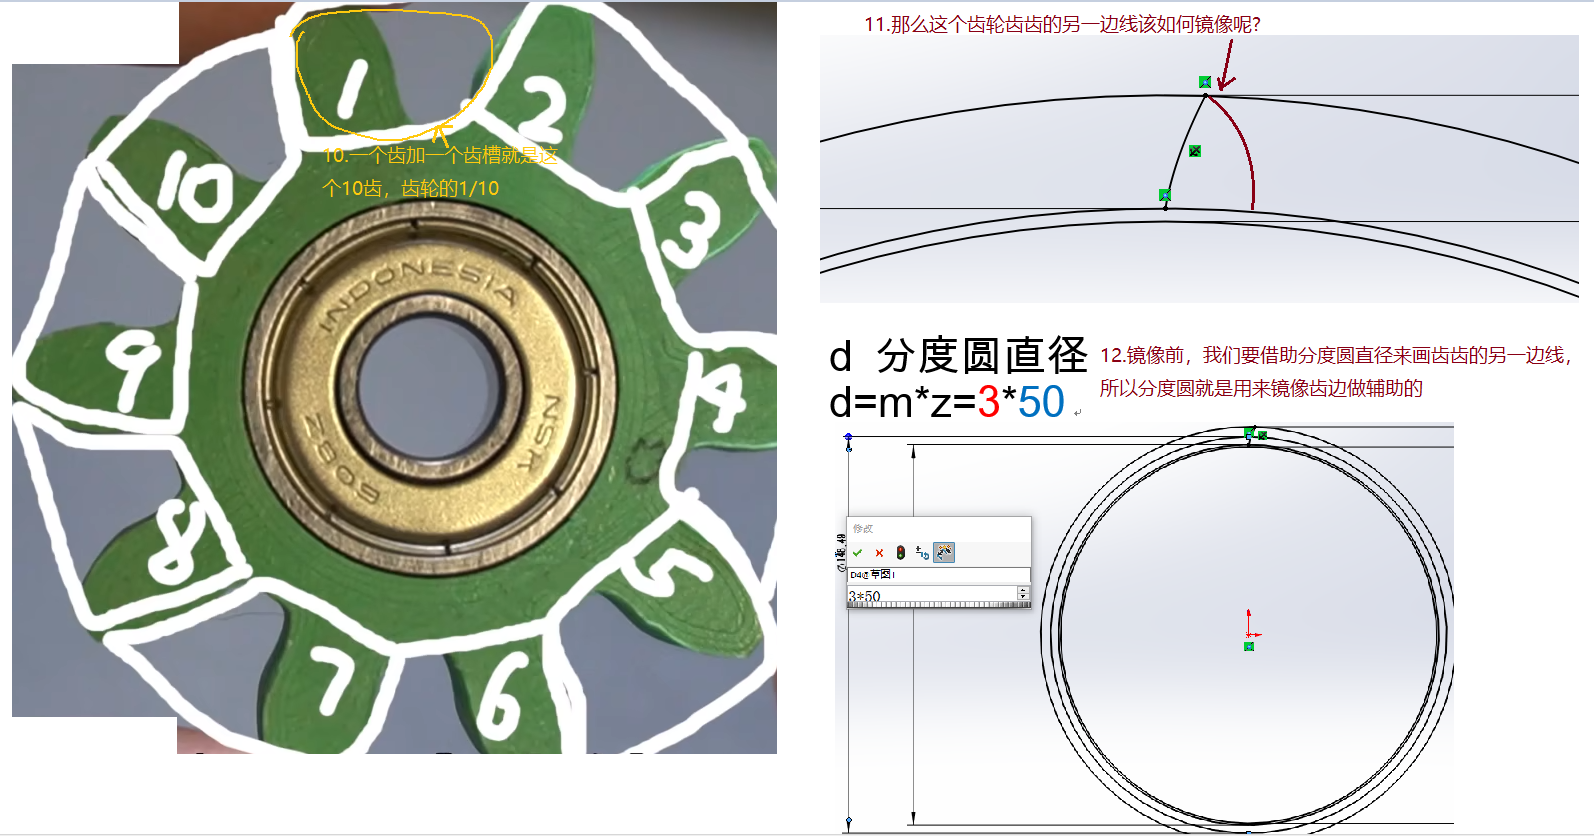 1
2
10.一个齿加一个齿槽就是这
个10齿，齿轮的1/10
10
3
INDONESIA
9
4
NSK
608Z
8
5
7
6
11.那么这个齿轮齿齿的另一边线该如何镜像呢?
d 分度圆直径
d=m*z=3*50
12.镜像前，我们要借助分度圆直径来画齿齿的另一边线，
所以分度圆就是用来镜像齿边做辅助的
修改
D4@草图1
3*50